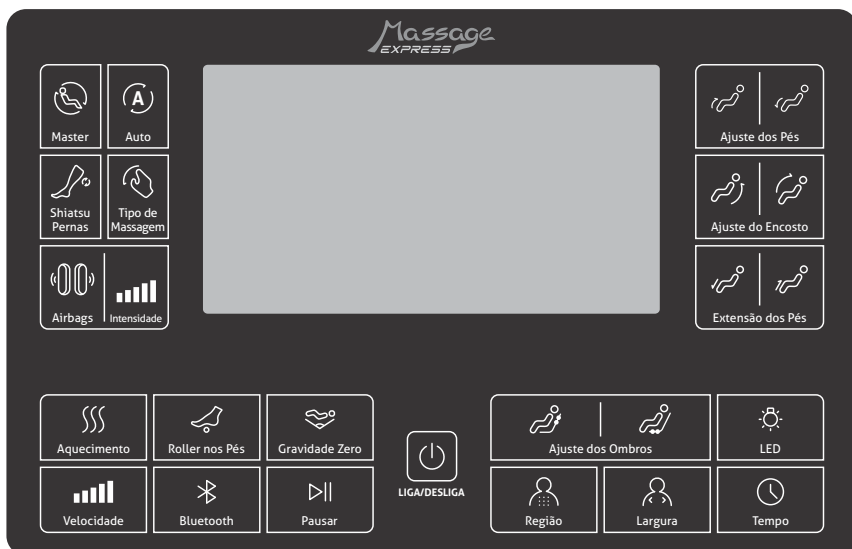 Massage
EXPRESS
Master
Auto
A
Shiatsu
Pernas
Tipo de
Massagem
Airbags
Intensidade
Ajuste dos Pés
Ajuste do Encosto
Extensão dos Pés
Aquecimento
Roller nos Pés
Gravidade Zero
Velocidade
Bluetooth
Pausar
LIGA/DESLIGA
Ajuste dos Ombros
LED
Região
Largura
Tempo